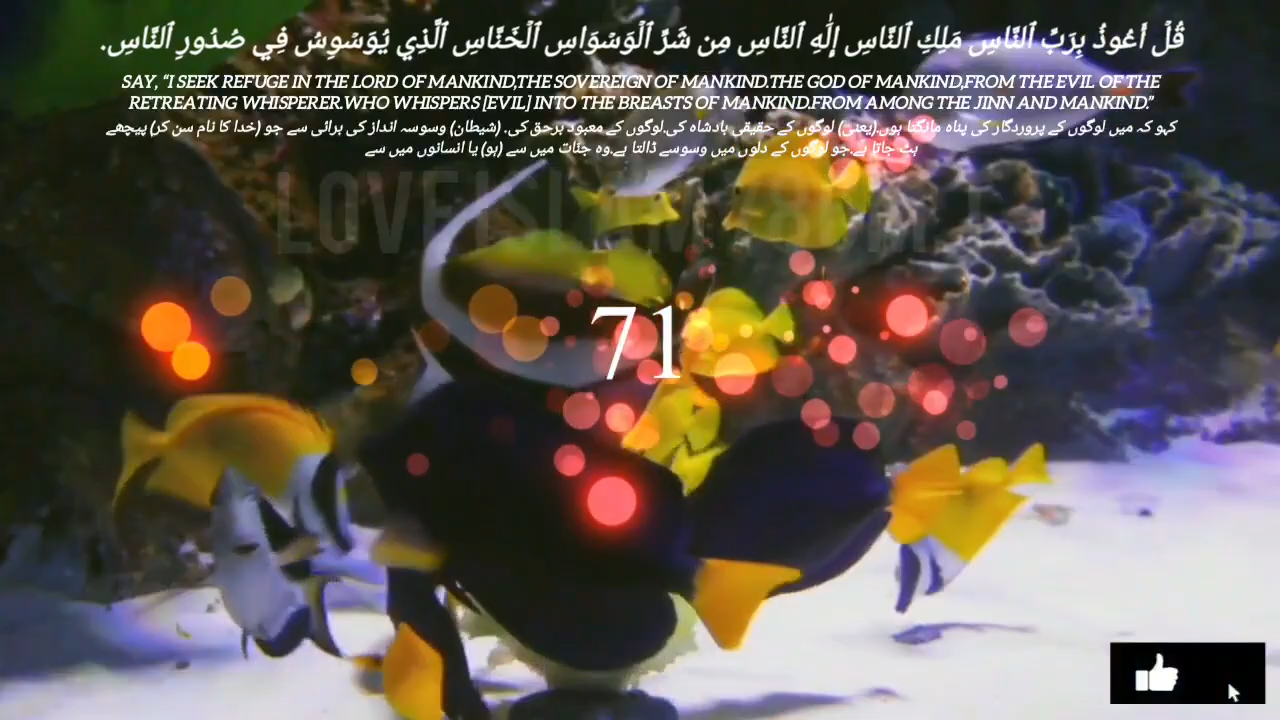 قُلْ أَعُوذُ بِرَبِّ ٱلنَّاسِ مَلِكِ ٱلنَّاسِ إِلَٰهِ ٱلنَّاسِ مِن شَرِّ ٱلْوَسْوَاسِ ٱلْخَنَّاسِ ٱلَّذِي يُوَسْوِسُ فِي صُدُورِ ٱلنَّاسِ.
SAY, “I SEEK REFUGE IN THE LORD OF MANKIND,THE SOVEREIGN OF MANKIND.THE GOD OF MANKIND,FROM THE EVIL OF THE
RETREATING WHISPERER.WHO WHISPERS [EVIL] INTO THE BREASTS OF MANKIND.FROM AMONG THE JINN AND MANKIND.”
کہو کہ میں لوگوں کے پروردگار کی پناہ مانگتا ہوں.(یعنی) لوگوں کے حقیقی بادشاہ کی.لوگوں کے معبود برحق کی. (شیطان) وسوسہ انداز کی برائی سے جو (خدا کا نام سن کر) پیچھے
ہٹ جاتا ہے.جو لوگوں کے دلوں میں وسوسے ڈالتا ہے.وہ جنّات میں سے (ہو) یا انسانوں میں سے
71